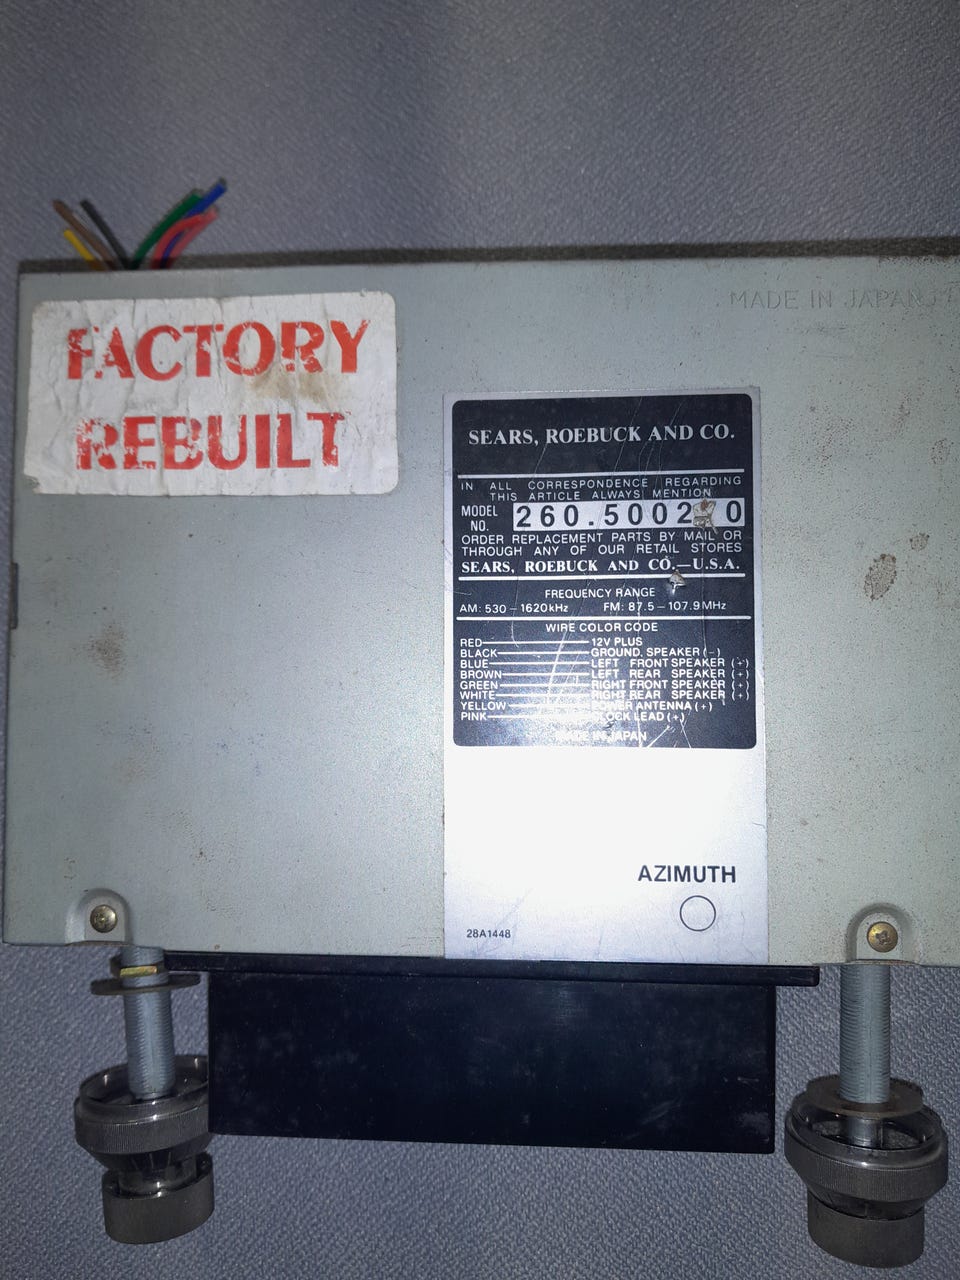 MADE IN JAPAN
FACTORY
REBUILT
SEARS, ROEBUCK AND CO.
IN ALL CORRESPONDENCE REGARDING
THIS ARTICLE ALWAYS MENTION
MODEL NO. 260.5002 0
ORDER REPLACEMENT PARTS BY MAIL OR
THROUGH ANY OF OUR RETAIL STORES
SEARS, ROEBUCK AND CO.—U.S.A.
FREQUENCY RANGE
AM: 530 – 1620kHz FM: 87.5 – 107.9MHz
WIRE COLOR CODE
RED 12V PLUS
BLACK GROUND. SPEAKER (-)
BLUE LEFT FRONT SPEAKER (+)
BROWN LEFT REAR SPEAKER (+)
GREEN RIGHT FRONT SPEAKER (+)
WHITE RIGHT REAR SPEAKER (+)
YELLOW POWER ANTENNA (+)
PINK CLOCK LEAD (+)
MADE IN JAPAN
AZIMUTH
28A1448